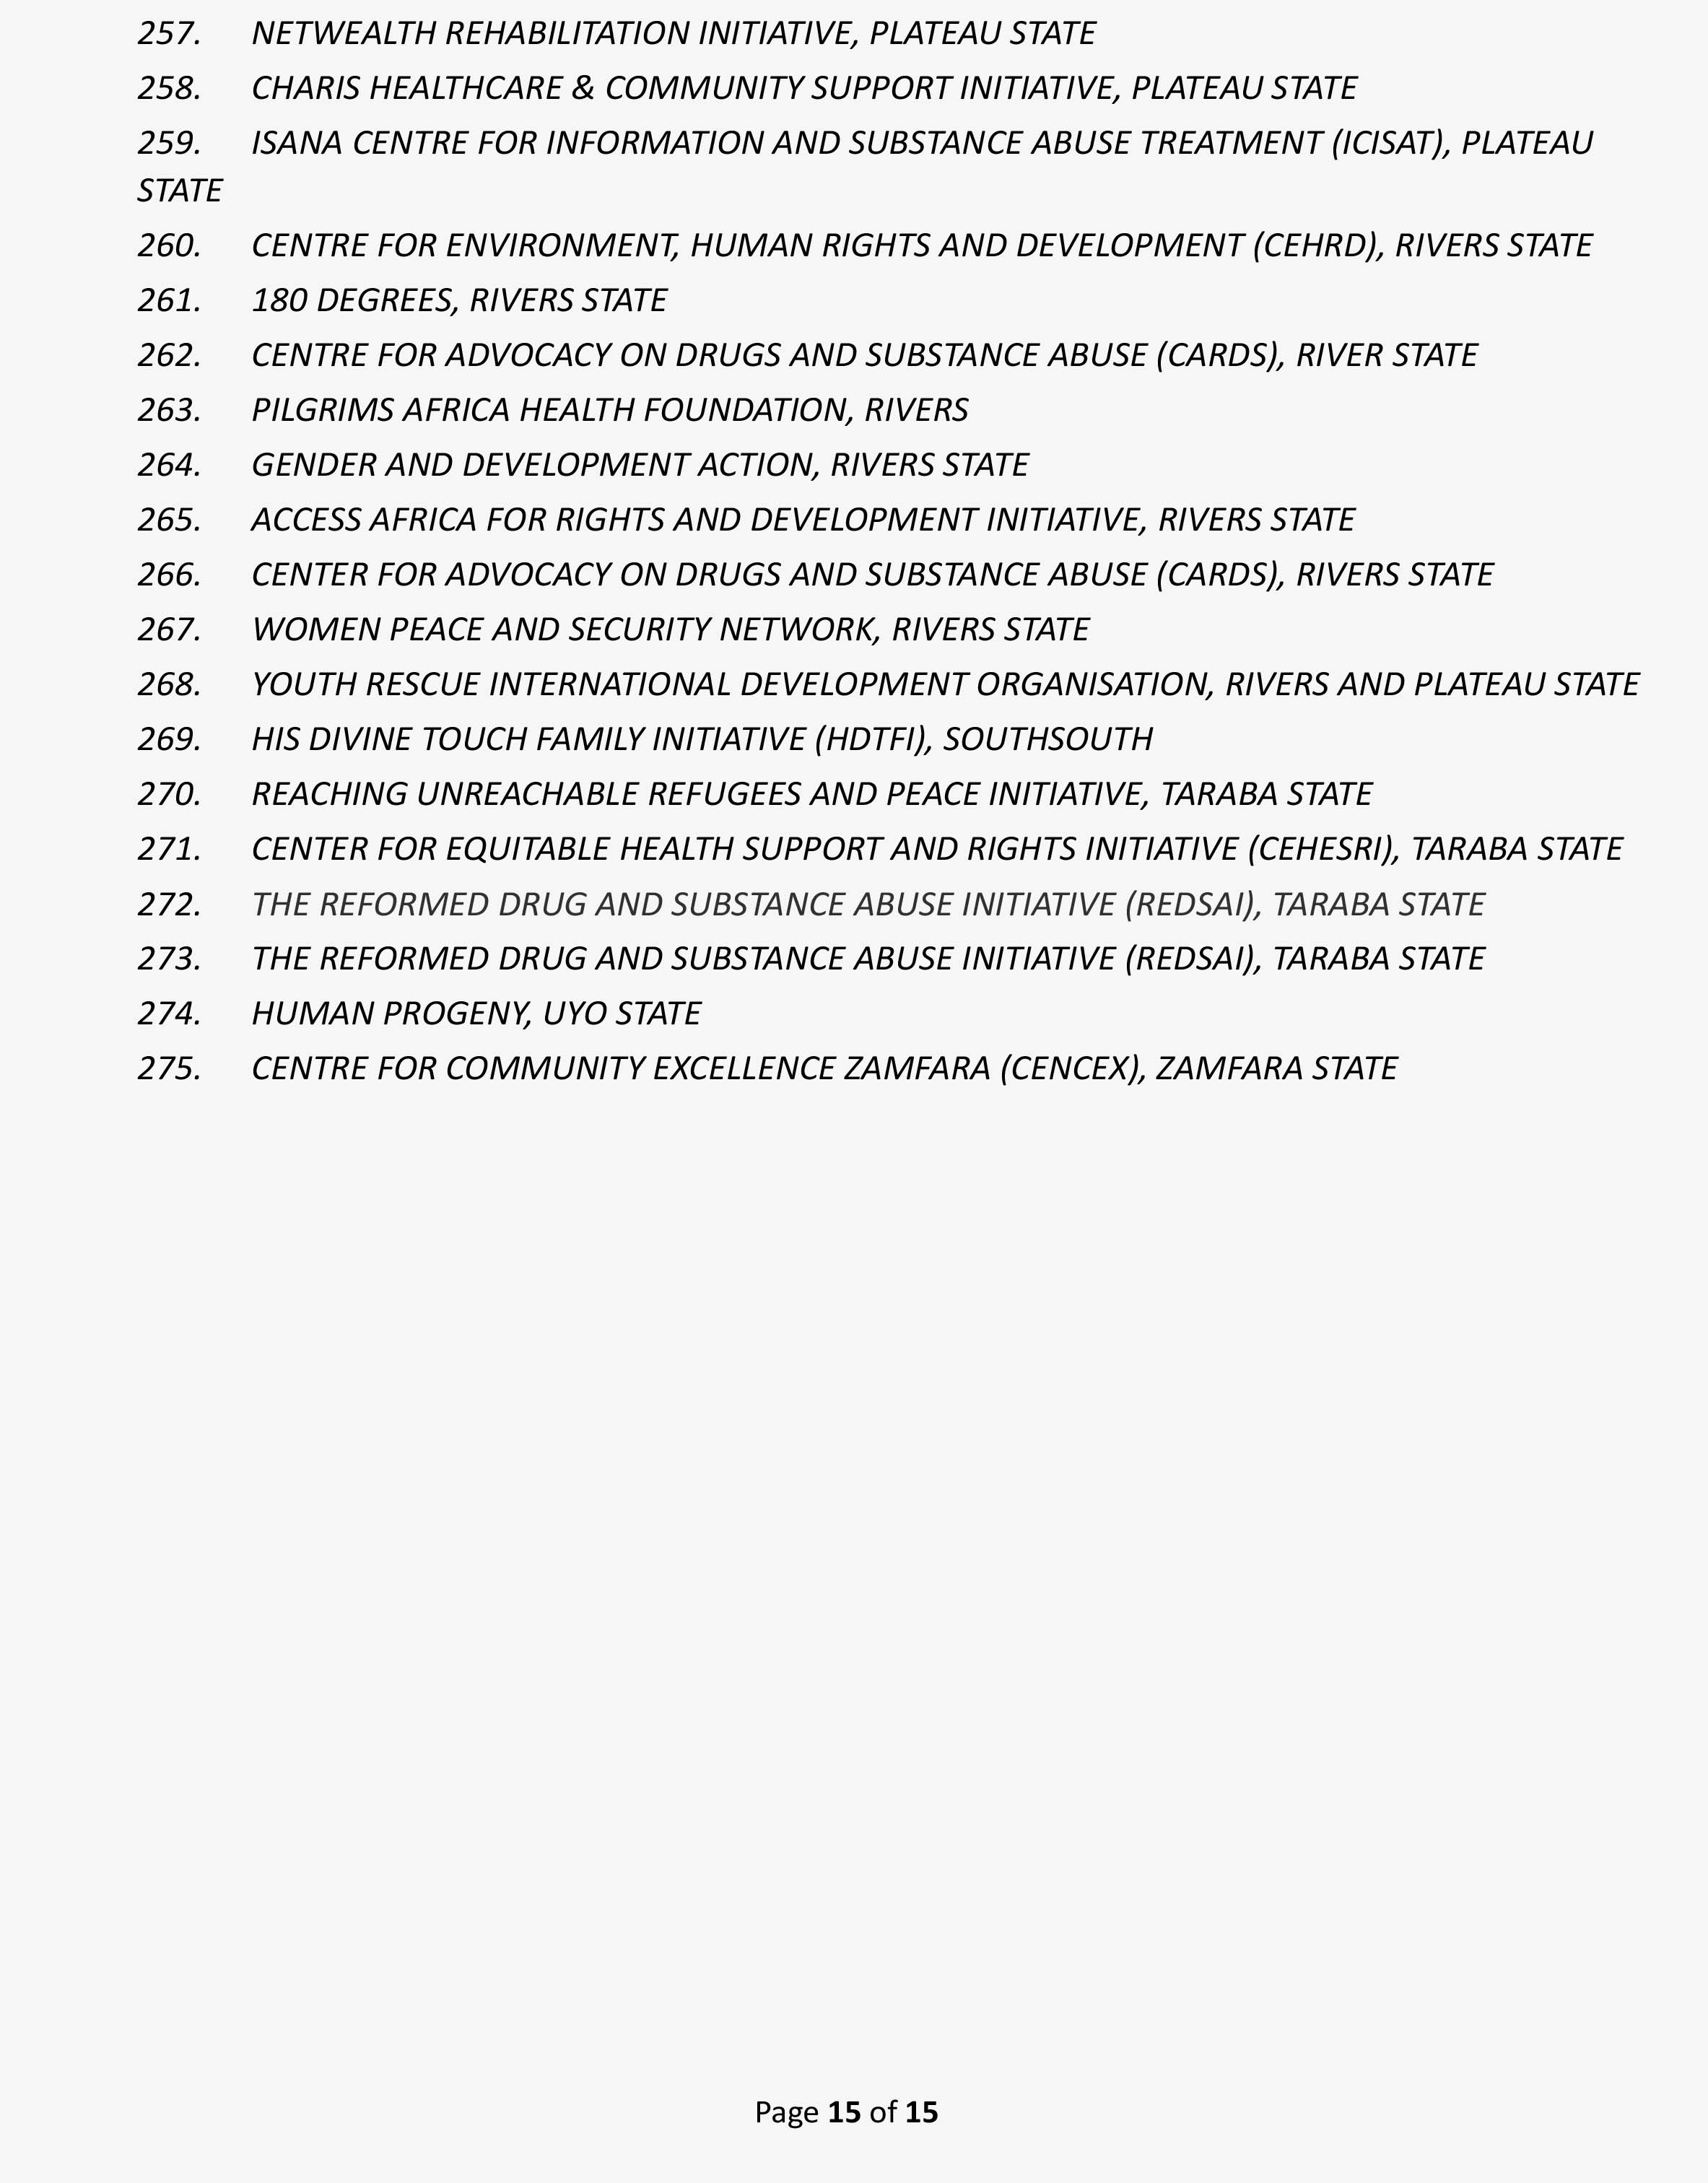 257. NETWEALTH REHABILITATION INITIATIVE, PLATEAU STATE
258. CHARIS HEALTHCARE & COMMUNITY SUPPORT INITIATIVE, PLATEAU STATE
259. ISANA CENTRE FOR INFORMATION AND SUBSTANCE ABUSE TREATMENT (ICISAT), PLATEAU
STATE
260. CENTRE FOR ENVIRONMENT, HUMAN RIGHTS AND DEVELOPMENT (CEHRD), RIVERS STATE
261. 180 DEGREES, RIVERS STATE
262. CENTRE FOR ADVOCACY ON DRUGS AND SUBSTANCE ABUSE (CARDS), RIVER STATE
263. PILGRIMS AFRICA HEALTH FOUNDATION, RIVERS
264. GENDER AND DEVELOPMENT ACTION, RIVERS STATE
265. ACCESS AFRICA FOR RIGHTS AND DEVELOPMENT INITIATIVE, RIVERS STATE
266. CENTER FOR ADVOCACY ON DRUGS AND SUBSTANCE ABUSE (CARDS), RIVERS STATE
267. WOMEN PEACE AND SECURITY NETWORK, RIVERS STATE
268. YOUTH RESCUE INTERNATIONAL DEVELOPMENT ORGANISATION, RIVERS AND PLATEAU STATE
269. HIS DIVINE TOUCH FAMILY INITIATIVE (HDTFI), SOUTHSOUTH
270. REACHING UNREACHABLE REFUGEES AND PEACE INITIATIVE, TARABA STATE
271. CENTER FOR EQUITABLE HEALTH SUPPORT AND RIGHTS INITIATIVE (CEHESRI), TARABA STATE
272. THE REFORMED DRUG AND SUBSTANCE ABUSE INITIATIVE (REDSAI), TARABA STATE
273. THE REFORMED DRUG AND SUBSTANCE ABUSE INITIATIVE (REDSAI), TARABA STATE
274. HUMAN PROGENY, UYO STATE
275. CENTRE FOR COMMUNITY EXCELLENCE ZAMFARA (CENCEX), ZAMFARA STATE
Page 15 of 15